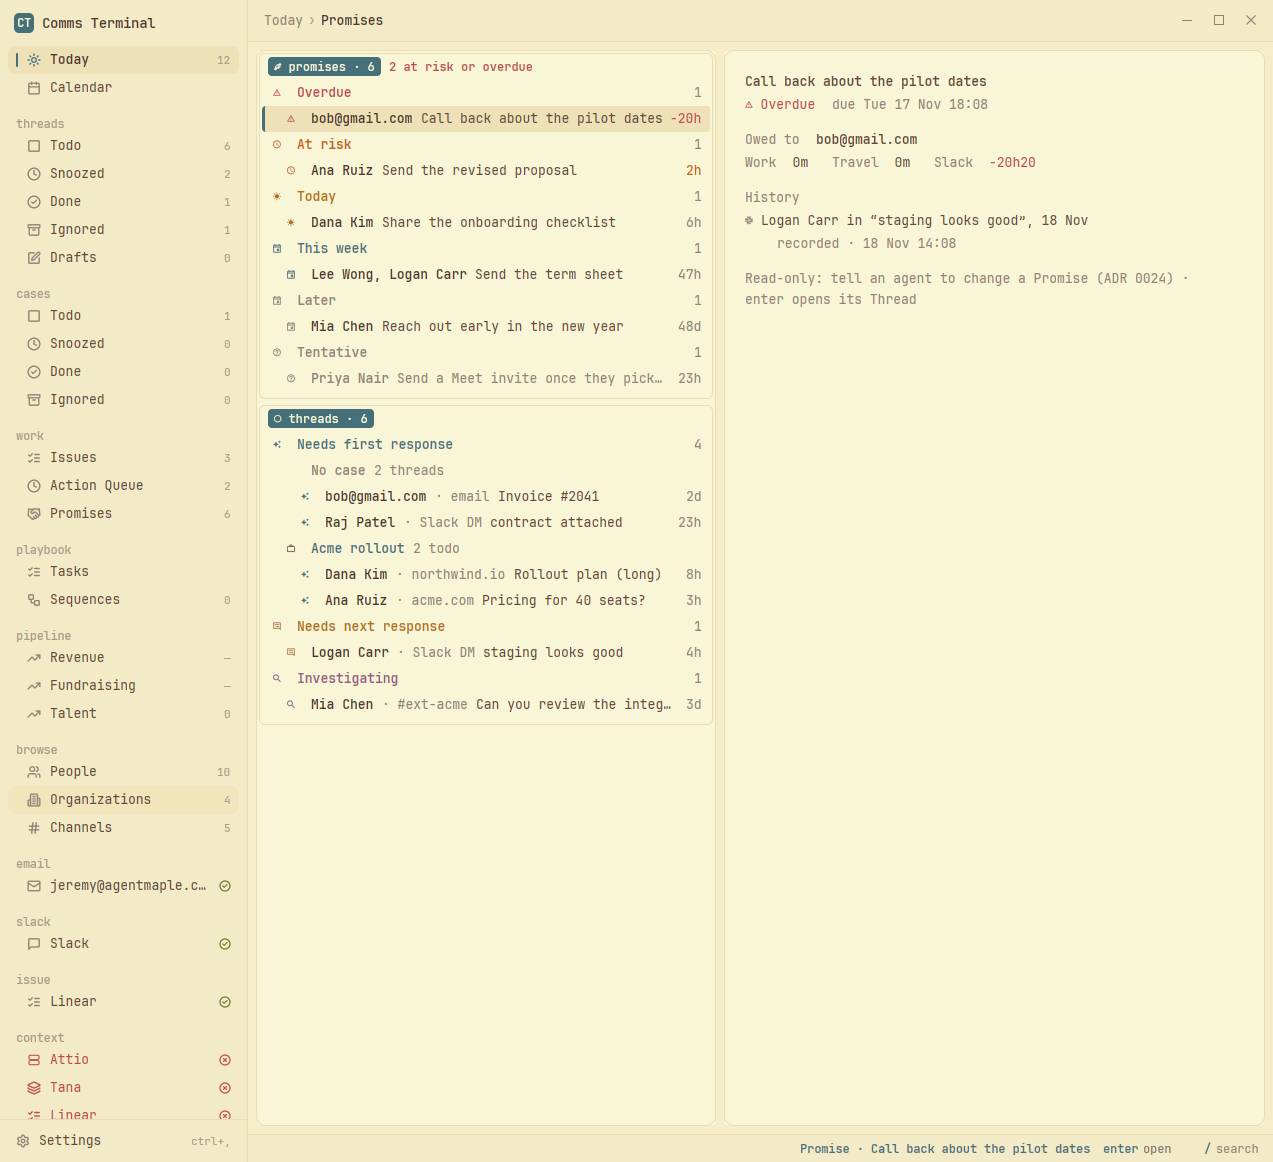 CT Comms Terminal
Today 12
Calendar
threads
Todo 6
Snoozed 2
Done 1
Ignored 1
Drafts 0
cases
Todo 1
Snoozed 0
Done 0
Ignored 0
work
Issues 3
Action Queue 2
Promises 6
playbook
Tasks
Sequences 0
pipeline
Revenue —
Fundraising —
Talent 0
browse
People 10
Organizations 4
Channels 5
email
jeremy@agentmaple.c…
slack
Slack
issue
Linear
context
Attio
Tana
Linear
Settings ctrl+,
Today › Promises
promises · 6 2 at risk or overdue
Overdue 1
bob@gmail.com Call back about the pilot dates -20h
At risk 1
Ana Ruiz Send the revised proposal 2h
Today 1
Dana Kim Share the onboarding checklist 6h
This week 1
Lee Wong, Logan Carr Send the term sheet 47h
Later 1
Mia Chen Reach out early in the new year 48d
Tentative 1
Priya Nair Send a Meet invite once they pick… 23h
threads · 6
Needs first response 4
No case 2 threads
bob@gmail.com · email Invoice #2041 2d
Raj Patel · Slack DM contract attached 23h
Acme rollout 2 todo
Dana Kim · northwind.io Rollout plan (long) 8h
Ana Ruiz · acme.com Pricing for 40 seats? 3h
Needs next response 1
Logan Carr · Slack DM staging looks good 4h
Investigating 1
Mia Chen · #ext-acme Can you review the integ… 3d
Call back about the pilot dates
Overdue due Tue 17 Nov 18:08
Owed to bob@gmail.com
Work 0m Travel 0m Slack -20h20
History
Logan Carr in “staging looks good”, 18 Nov
recorded · 18 Nov 14:08
Read-only: tell an agent to change a Promise (ADR 0024) ·
enter opens its Thread
Promise · Call back about the pilot dates enter open / search